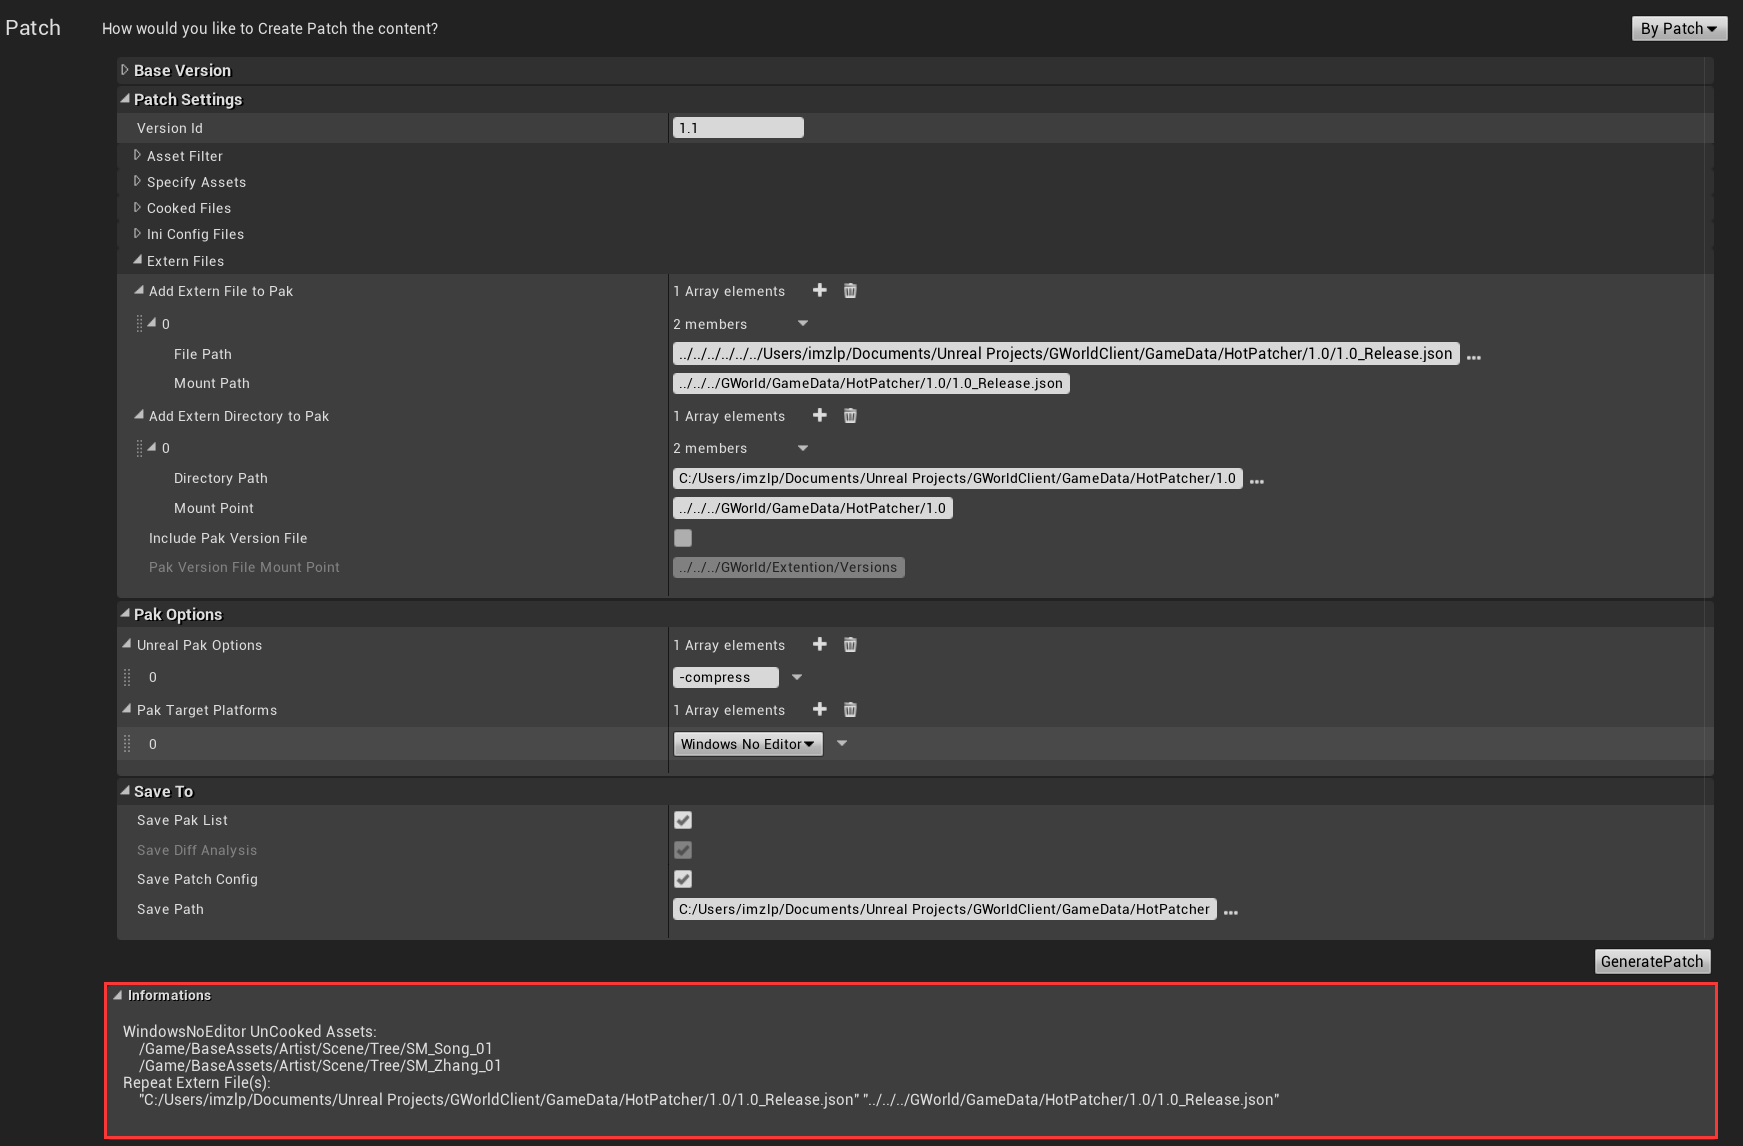 Patch How would you like to Create Patch the content? By Patch
Base Version
Patch Settings
Version Id 1.1
Asset Filter
Specify Assets
Cooked Files
Ini Config Files
Extern Files
Add Extern File to Pak 1 Array elements
0 2 members
File Path ../../../../../../Users/imzlp/Documents/Unreal Projects/GWorldClient/GameData/HotPatcher/1.0/1.0_Release.json ...
Mount Path ../../../GWorld/GameData/HotPatcher/1.0/1.0_Release.json
Add Extern Directory to Pak 1 Array elements
0 2 members
Directory Path C:/Users/imzlp/Documents/Unreal Projects/GWorldClient/GameData/HotPatcher/1.0 ...
Mount Point ../../../GWorld/GameData/HotPatcher/1.0
Include Pak Version File
Pak Version File Mount Point ../../../GWorld/Extention/Versions
Pak Options
Unreal Pak Options 1 Array elements
0 -compress
Pak Target Platforms 1 Array elements
0 Windows No Editor
Save To
Save Pak List
Save Diff Analysis
Save Patch Config
Save Path C:/Users/imzlp/Documents/Unreal Projects/GWorldClient/GameData/HotPatcher ...
GeneratePatch
Informations
WindowsNoEditor UnCooked Assets:
/Game/BaseAssets/Artist/Scene/Tree/SM_Song_01
/Game/BaseAssets/Artist/Scene/Tree/SM_Zhang_01
Repeat Extern File(s):
"C:/Users/imzlp/Documents/Unreal Projects/GWorldClient/GameData/HotPatcher/1.0/1.0_Release.json" "../../../GWorld/GameData/HotPatcher/1.0/1.0_Release.json"